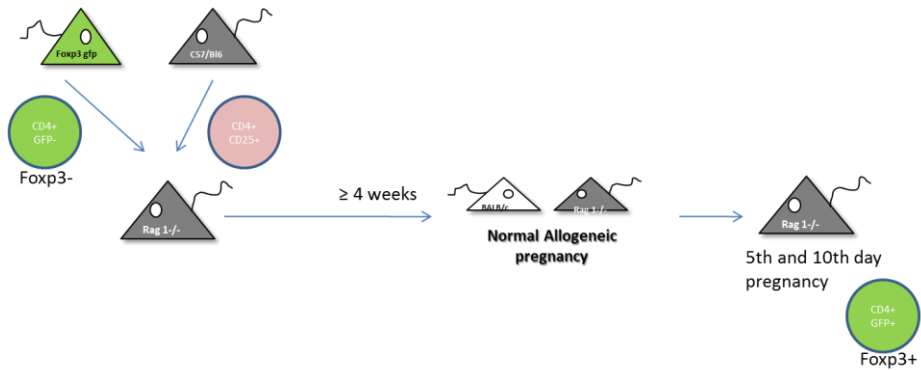 Foxp3 gfp
C57/Bl6
CD4+
GFP-
Foxp3-
CD4+
CD25+
Rag 1-/-
≥ 4 weeks
BALB/c
Rag 1-/-
Normal Allogeneic
pregnancy
Rag 1-/-
5th and 10th day
pregnancy
CD4+
GFP+
Foxp3+